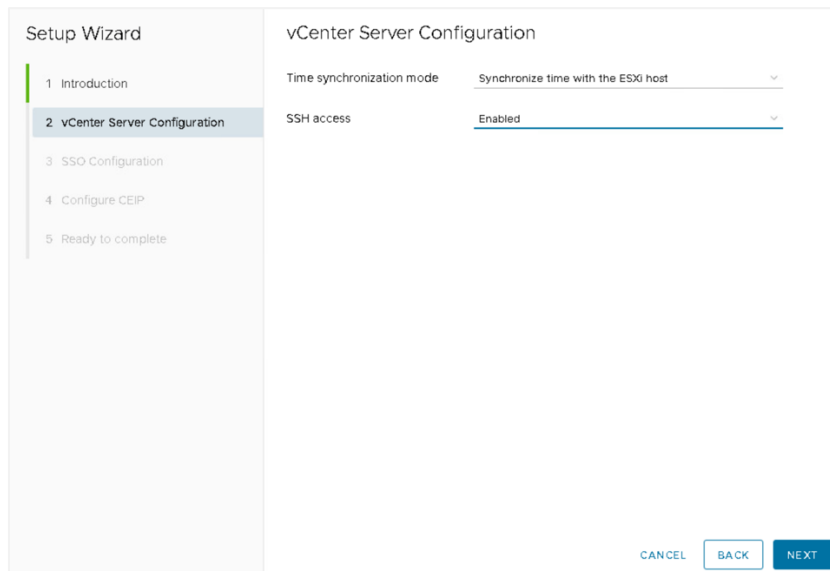 Setup Wizard
1 Introduction
2 vCenter Server Configuration
3 SSO Configuration
4 Configure CEIP
5 Ready to complete
vCenter Server Configuration
Time synchronization mode Synchronize time with the ESXi host
SSH access Enabled
CANCEL BACK NEXT